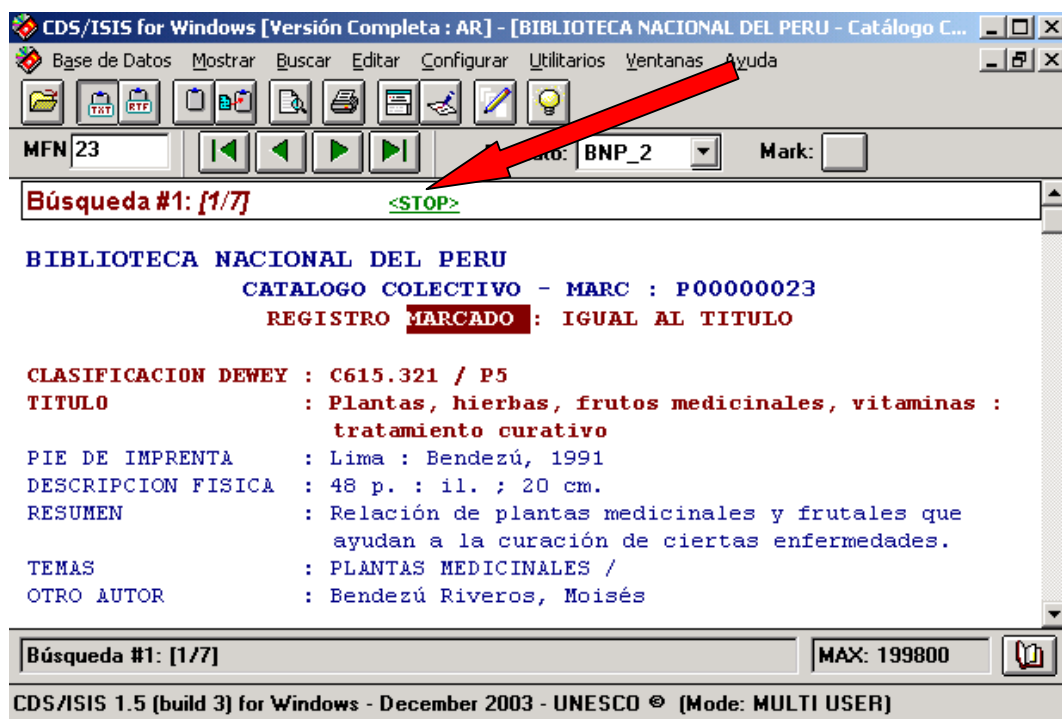 CDS/ISIS for Windows [Versión Completa : AR] - [BIBLIOTECA NACIONAL DEL PERU - Catálogo C...
Base de Datos Mostrar Buscar Editar Configurar Utilitarios Ventanas Ayuda
TXT RTF
MFN 23 ato: BNP_2 Mark:
Búsqueda #1: [1/7] <STOP>
BIBLIOTECA NACIONAL DEL PERU
CATALOGO COLECTIVO - MARC : P00000023
REGISTRO MARCADO : IGUAL AL TITULO
CLASIFICACION DEWEY : C615.321 / P5
TITULO : Plantas, hierbas, frutos medicinales, vitaminas :
tratamiento curativo
PIE DE IMPRENTA : Lima : Bendezú, 1991
DESCRIPCION FISICA : 48 p. : il. ; 20 cm.
RESUMEN : Relación de plantas medicinales y frutales que
ayudan a la curación de ciertas enfermedades.
TEMAS : PLANTAS MEDICINALES /
OTRO AUTOR : Bendezú Riveros, Moisés
Búsqueda #1: [1/7] MAX: 199800
CDS/ISIS 1.5 (build 3) for Windows - December 2003 - UNESCO © (Mode: MULTI USER)